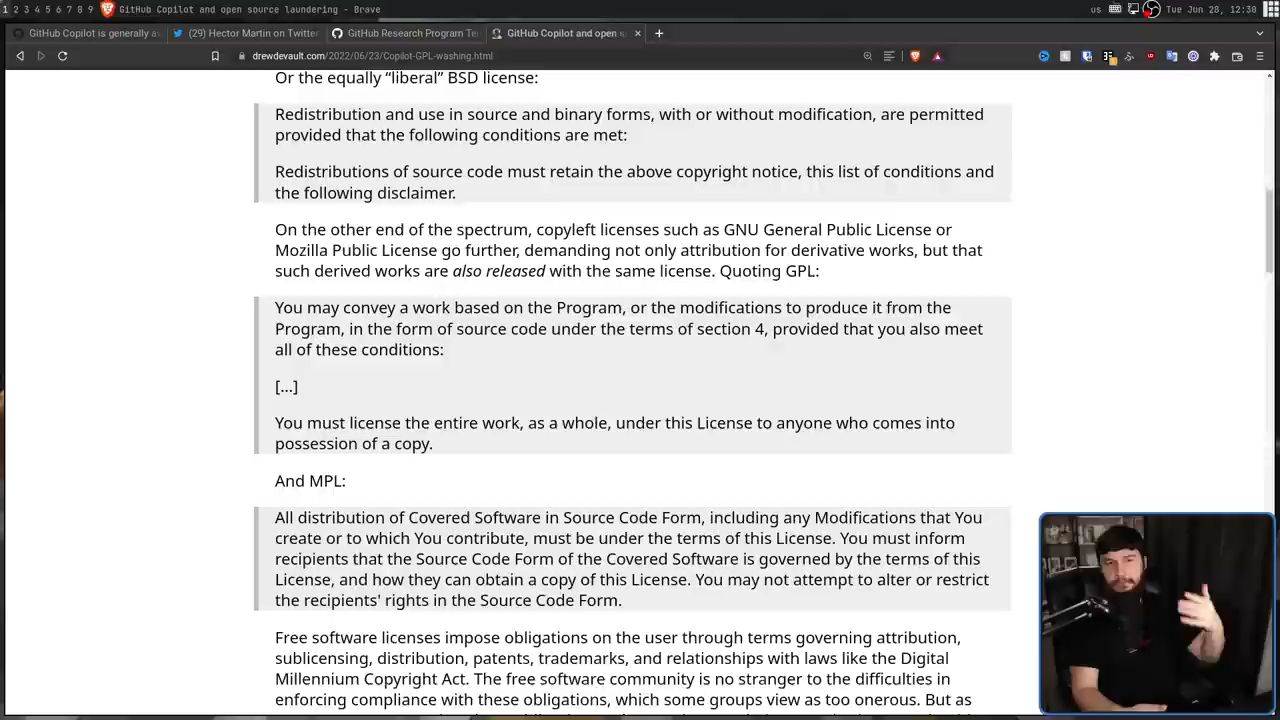 1 2 3 4 5 6 7 8 9 GitHub Copilot and open source laundering - Brave
us Tue Jun 28, 12:30
GitHub Copilot is generally a
(29) Hector Martin on Twitter
GitHub Research Program Te
GitHub Copilot and open
drewdevault.com/2022/06/23/Copilot-GPL-washing.html
Or the equally “liberal” BSD license:
Redistribution and use in source and binary forms, with or without modification, are permitted
provided that the following conditions are met:
Redistributions of source code must retain the above copyright notice, this list of conditions and
the following disclaimer.
On the other end of the spectrum, copyleft licenses such as GNU General Public License or
Mozilla Public License go further, demanding not only attribution for derivative works, but that
such derived works are also released with the same license. Quoting GPL:
You may convey a work based on the Program, or the modifications to produce it from the
Program, in the form of source code under the terms of section 4, provided that you also meet
all of these conditions:
[…]
You must license the entire work, as a whole, under this License to anyone who comes into
possession of a copy.
And MPL:
All distribution of Covered Software in Source Code Form, including any Modifications that You
create or to which You contribute, must be under the terms of this License. You must inform
recipients that the Source Code Form of the Covered Software is governed by the terms of this
License, and how they can obtain a copy of this License. You may not attempt to alter or restrict
the recipients' rights in the Source Code Form.
Free software licenses impose obligations on the user through terms governing attribution,
sublicensing, distribution, patents, trademarks, and relationships with laws like the Digital
Millennium Copyright Act. The free software community is no stranger to the difficulties in
enforcing compliance with these obligations, which some groups view as too onerous. But as